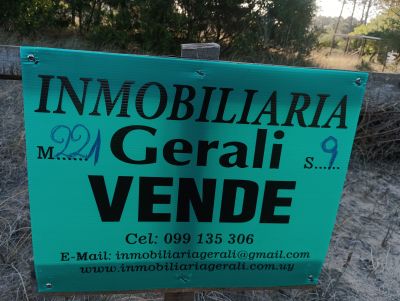 INMOBILIARIA
M......221 Gerali S......9
VENDE
Cel: 099 135 306
E-Mail: inmobiliariagerali@gmail.com
www.inmobiliariagerali.com.uy